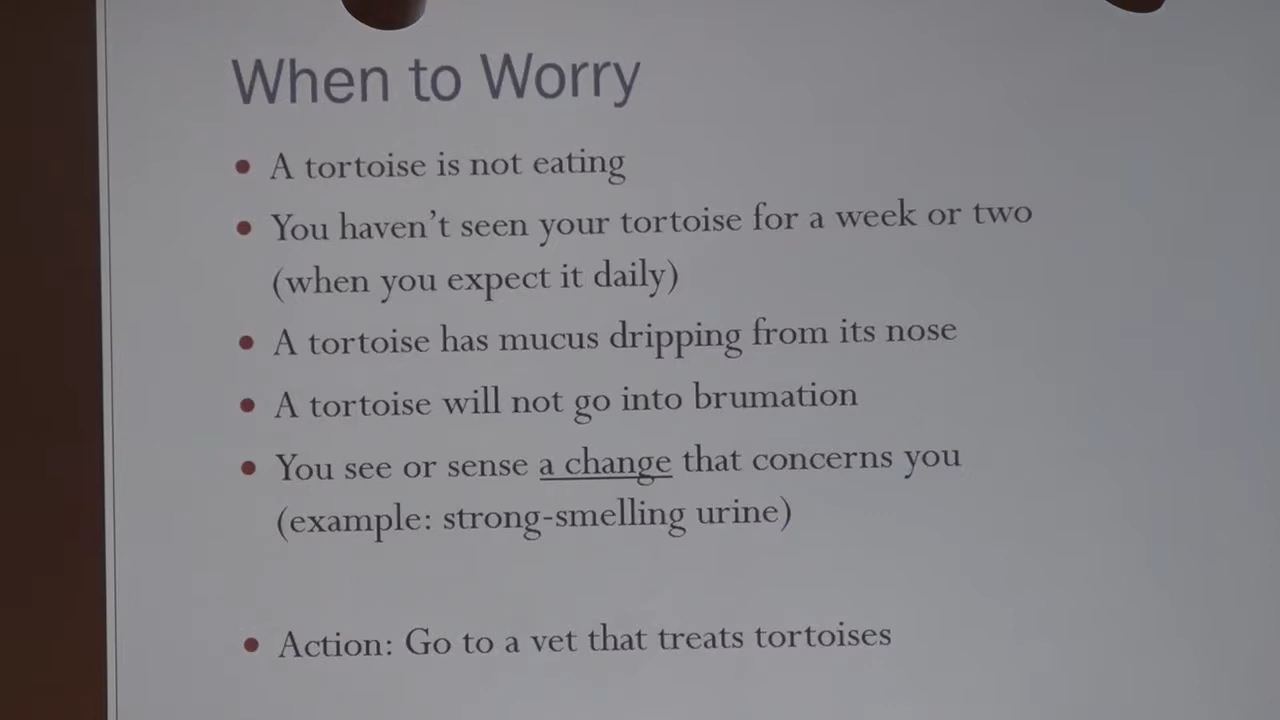 When to Worry
• A tortoise is not eating
• You haven't seen your tortoise for a week or two
(when you expect it daily)
• A tortoise has mucus dripping from its nose
• A tortoise will not go into brumation
• You see or sense a change that concerns you
(example: strong-smelling urine)
• Action: Go to a vet that treats tortoises